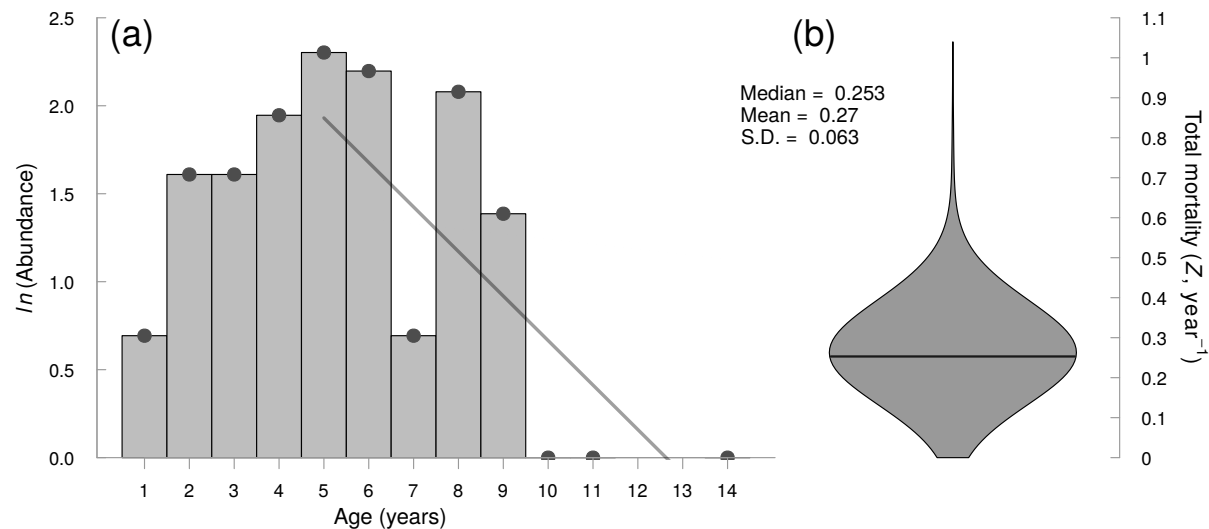 (a)
2.5
2.0
1.5
1.0
0.5
0.0
ln (Abundance)
1 2 3 4 5 6 7 8 9 10 11 12 13 14
Age (years)
(b)
Median = 0.253
Mean = 0.27
S.D. = 0.063
1.1
1
0.9
0.8
0.7
0.6
0.5
0.4
0.3
0.2
0.1
0
Total mortality (Z, year⁻¹)